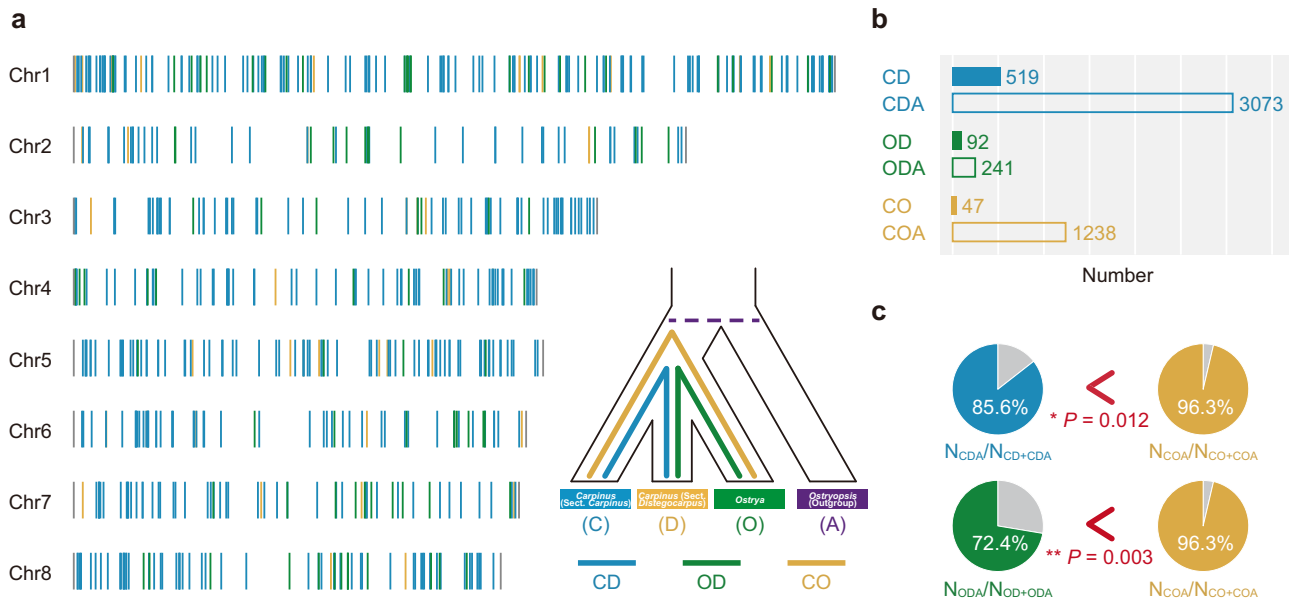 a
Chr1
Chr2
Chr3
Chr4
Chr5
Chr6
Chr7
Chr8
Carpinus (Sect. Carpinus)
Carpinus (Sect. Distegocarpus)
Ostrya
Ostryopsis (Outgroup)
(C)
(D)
(O)
(A)
CD
OD
CO
b
CD 519
CDA 3073
OD 92
ODA 241
CO 47
COA 1238
Number
c
85.6%
<
96.3%
* P = 0.012
NCDA/NCD+CDA
NCOA/NCO+COA
72.4%
<
96.3%
** P = 0.003
NODA/NOD+ODA
NCOA/NCO+COA